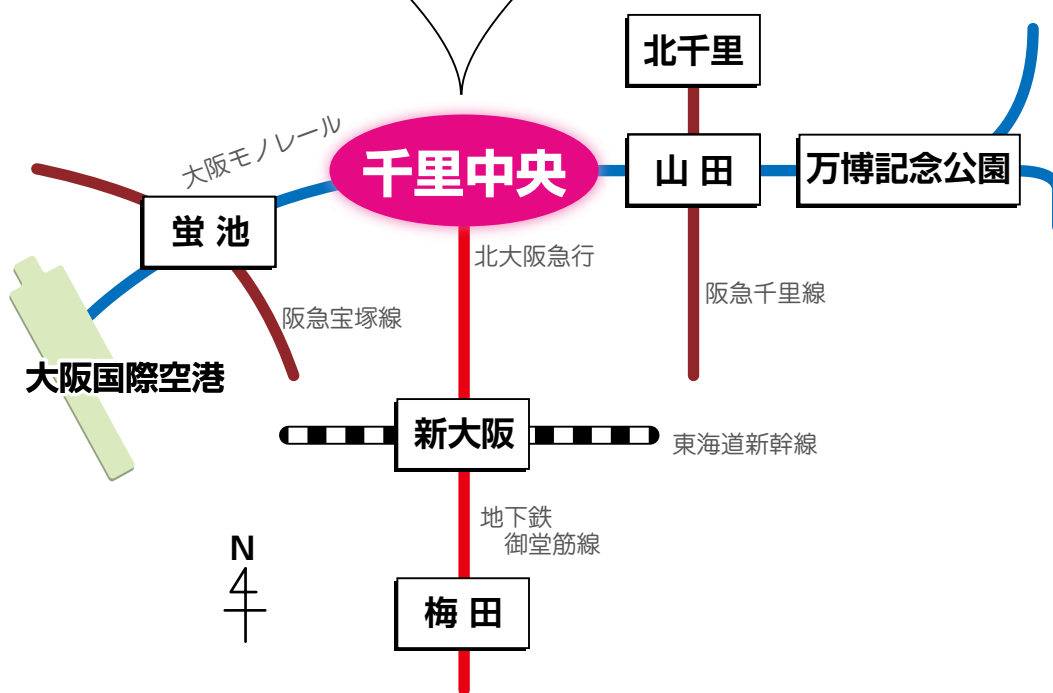 北千里
大阪モノレール
千里中央
山田
万博記念公園
蛍池
北大阪急行
阪急千里線
阪急宝塚線
大阪国際空港
新大阪
東海道新幹線
地下鉄
御堂筋線
N
梅田